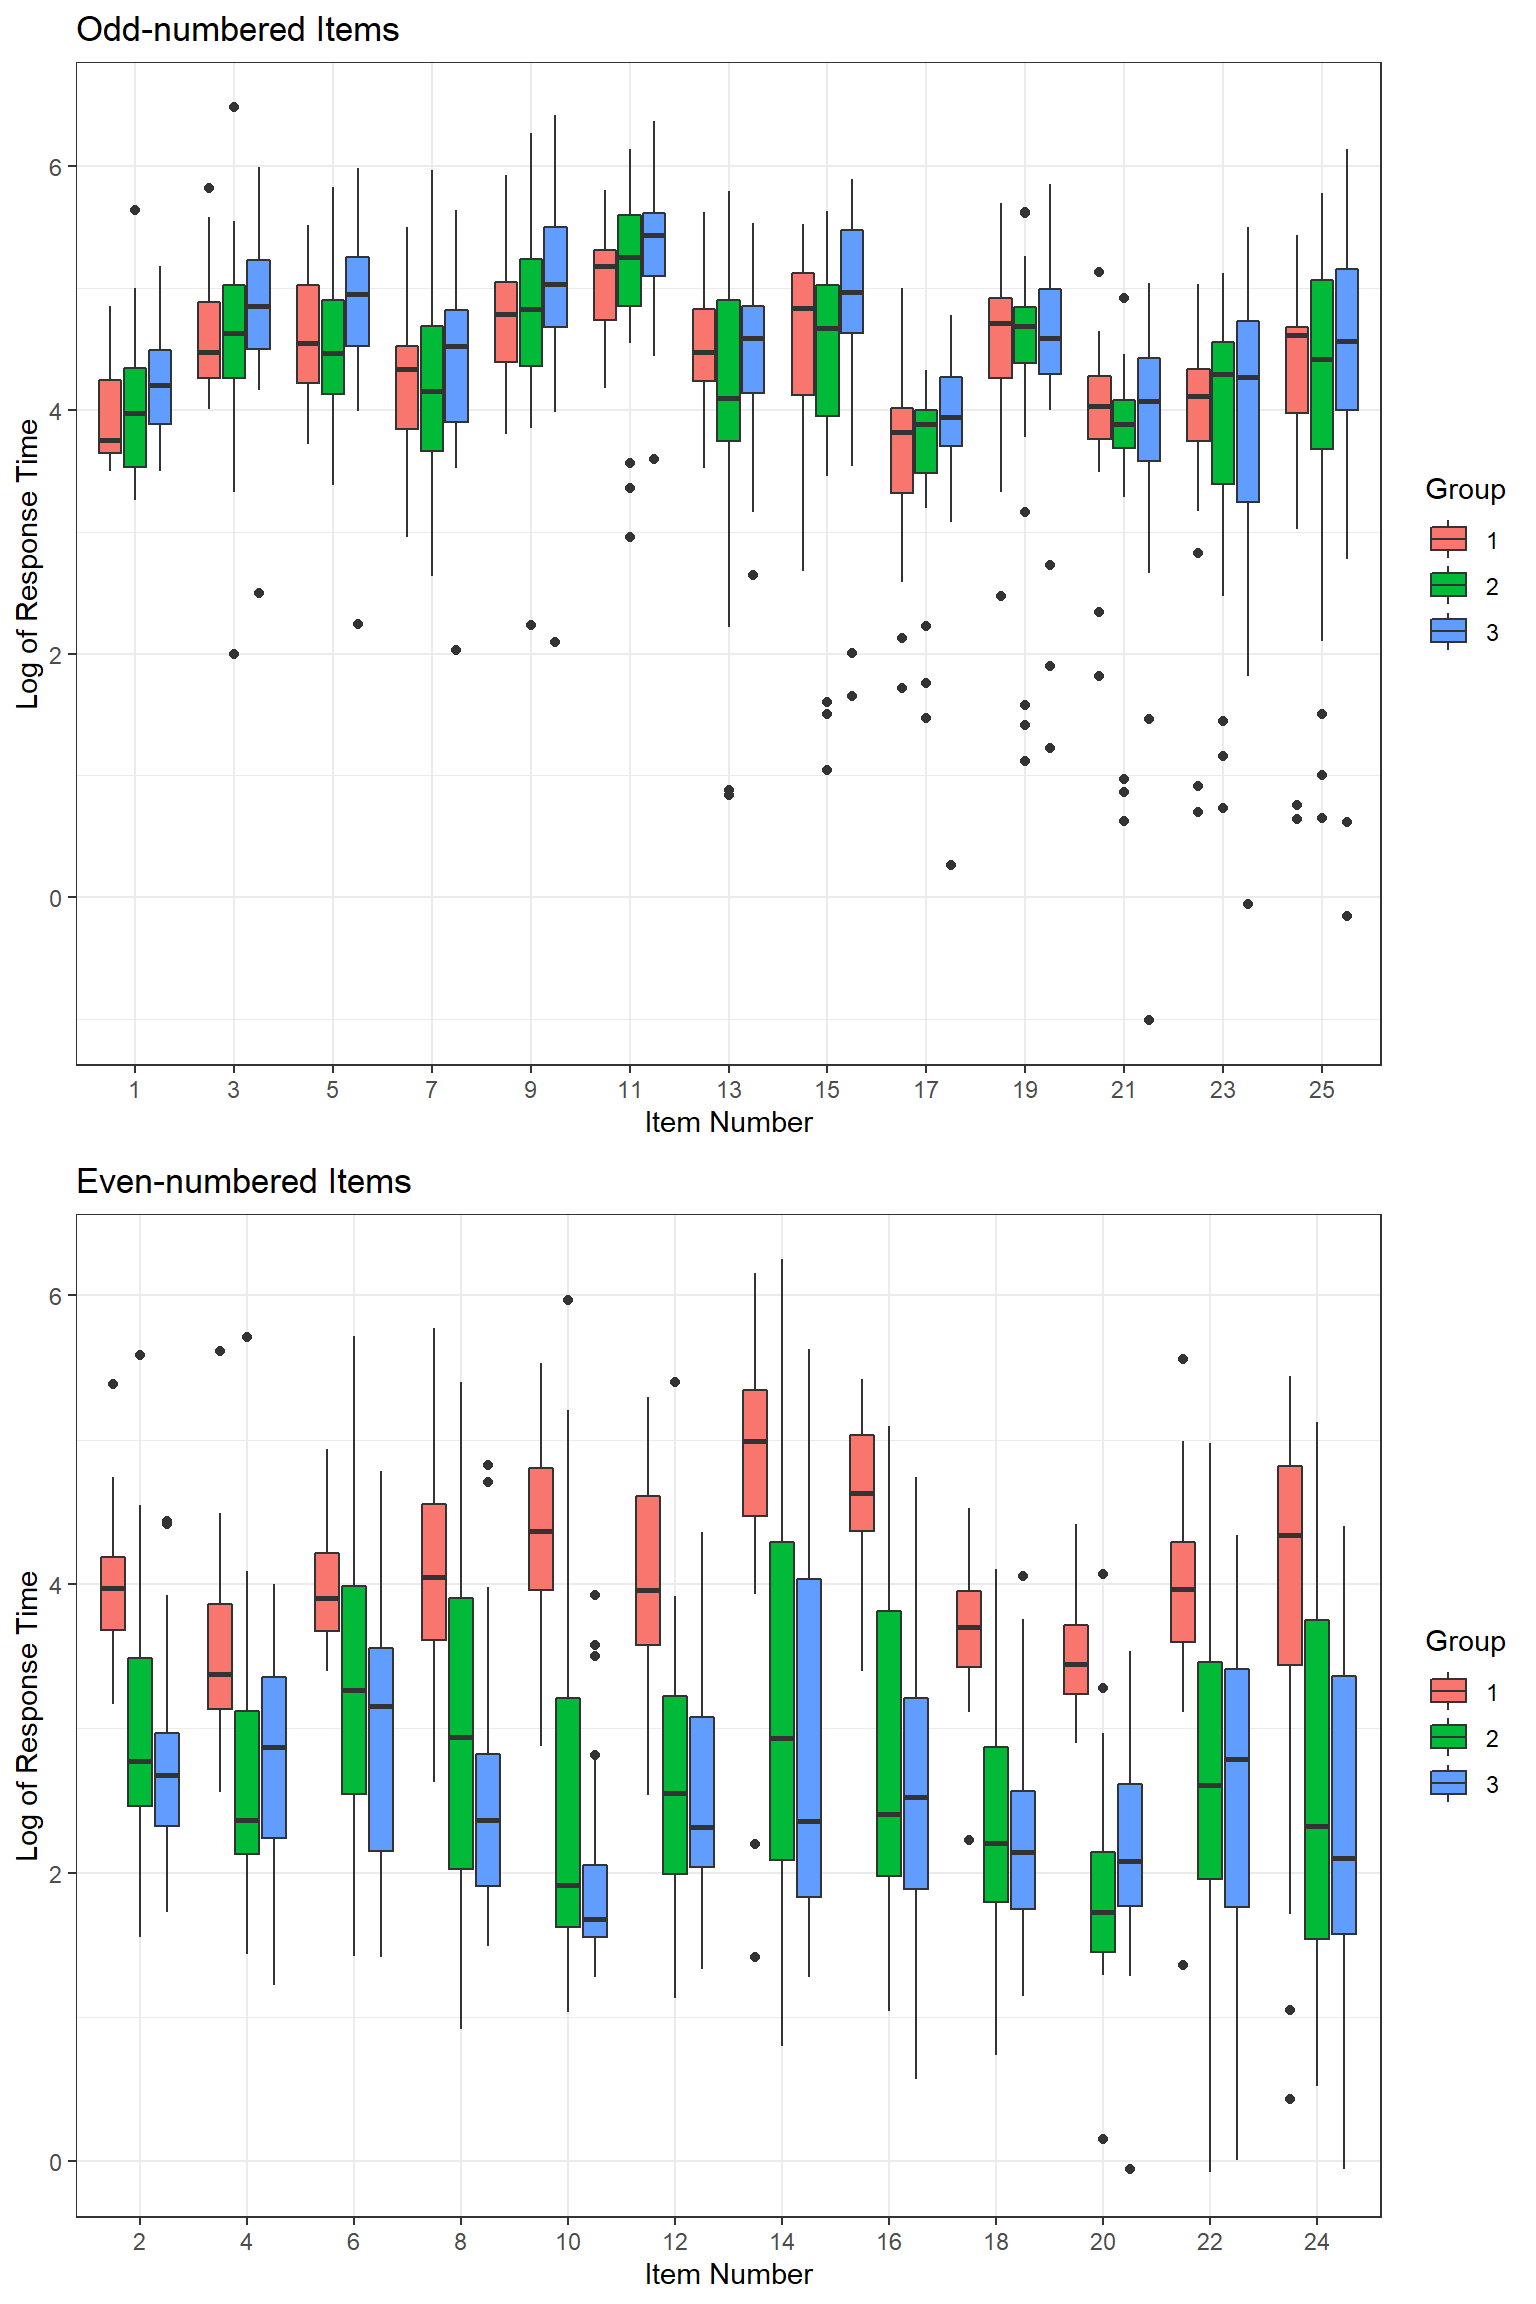 Odd-numbered Items
Log of Response Time
6
4
2
0
1 3 5 7 9 11 13 15 17 19 21 23 25
Item Number
Group
1
2
3
Even-numbered Items
Log of Response Time
6
4
2
0
2 4 6 8 10 12 14 16 18 20 22 24
Item Number
Group
1
2
3